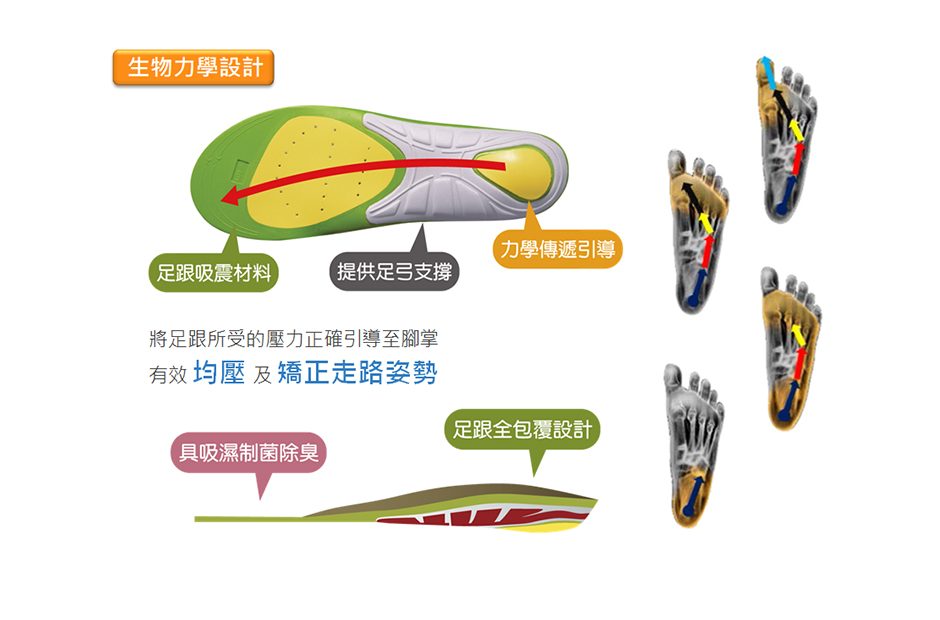 生物力學設計
足跟吸震材料
提供足弓支撐
力學傳遞引導
將足跟所受的壓力正確引導至腳掌
有效 均壓 及 矯正走路姿勢
具吸濕制菌除臭
足跟全包覆設計